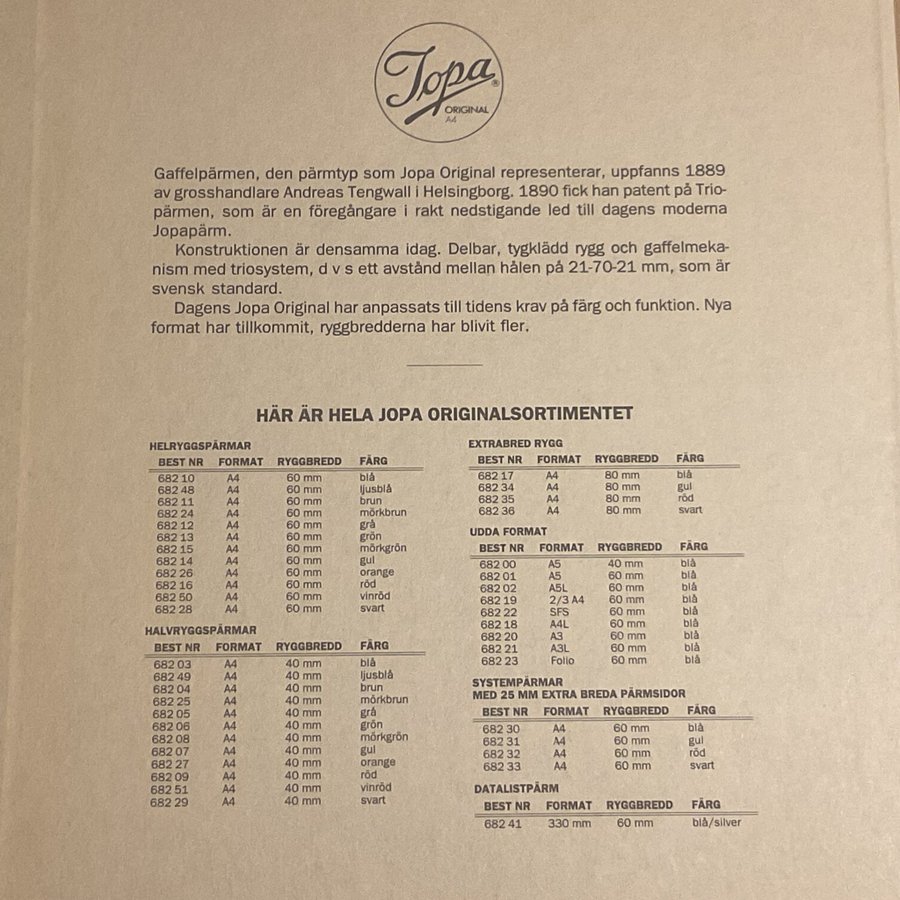 Jopa®
ORIGINAL
A4
Gaffelpärmen, den pärmtyp som Jopa Original representerar, uppfanns 1889
av grosshandlare Andreas Tengwall i Helsingborg. 1890 fick han patent på Trio-
pärmen, som är en föregångare i rakt nedstigande led till dagens moderna
Jopapärm.
Konstruktionen är densamma idag. Delbar, tygklädd rygg och gaffelmeka-
nism med triosystem, d v s ett avstånd mellan hålen på 21-70-21 mm, som är
svensk standard.
Dagens Jopa Original har anpassats till tidens krav på färg och funktion. Nya
format har tillkommit, ryggbredderna har blivit fler.
HÄR ÄR HELA JOPA ORIGINALSORTIMENTET
HELRYGGSPÄRMAR
BEST NR FORMAT RYGGBREDD FÄRG
682 10 A4 60 mm blå
682 48 A4 60 mm ljusblå
682 11 A4 60 mm brun
682 24 A4 60 mm mörkbrun
682 12 A4 60 mm grå
682 13 A4 60 mm grön
682 15 A4 60 mm mörkgrön
682 14 A4 60 mm gul
682 26 A4 60 mm orange
682 16 A4 60 mm röd
682 50 A4 60 mm vinröd
682 28 A4 60 mm svart
HALVRYGGSPÄRMAR
BEST NR FORMAT RYGGBREDD FÄRG
682 03 A4 40 mm blå
682 49 A4 40 mm ljusblå
682 04 A4 40 mm brun
682 25 A4 40 mm mörkbrun
682 05 A4 40 mm grå
682 06 A4 40 mm grön
682 08 A4 40 mm mörkgrön
682 07 A4 40 mm gul
682 27 A4 40 mm orange
682 09 A4 40 mm röd
682 51 A4 40 mm vinröd
682 29 A4 40 mm svart
EXTRABRED RYGG
BEST NR FORMAT RYGGBREDD FÄRG
682 17 A4 80 mm blå
682 34 A4 80 mm gul
682 35 A4 80 mm röd
682 36 A4 80 mm svart
UDDA FORMAT
BEST NR FORMAT RYGGBREDD FÄRG
682 00 A5 40 mm blå
682 01 A5 60 mm blå
682 02 A5L 60 mm blå
682 19 2/3 A4 60 mm blå
682 22 SFS 60 mm blå
682 18 A4L 60 mm blå
682 20 A3 60 mm blå
682 21 A3L 60 mm blå
682 23 Folio 60 mm blå
SYSTEMPÄRMAR
MED 25 MM EXTRA BREDA PÄRMSIDOR
BEST NR FORMAT RYGGBREDD FÄRG
682 30 A4 60 mm blå
682 31 A4 60 mm gul
682 32 A4 60 mm röd
682 33 A4 60 mm svart
DATALISTPÄRM
BEST NR FORMAT RYGGBREDD FÄRG
682 41 330 mm 60 mm blå/silver